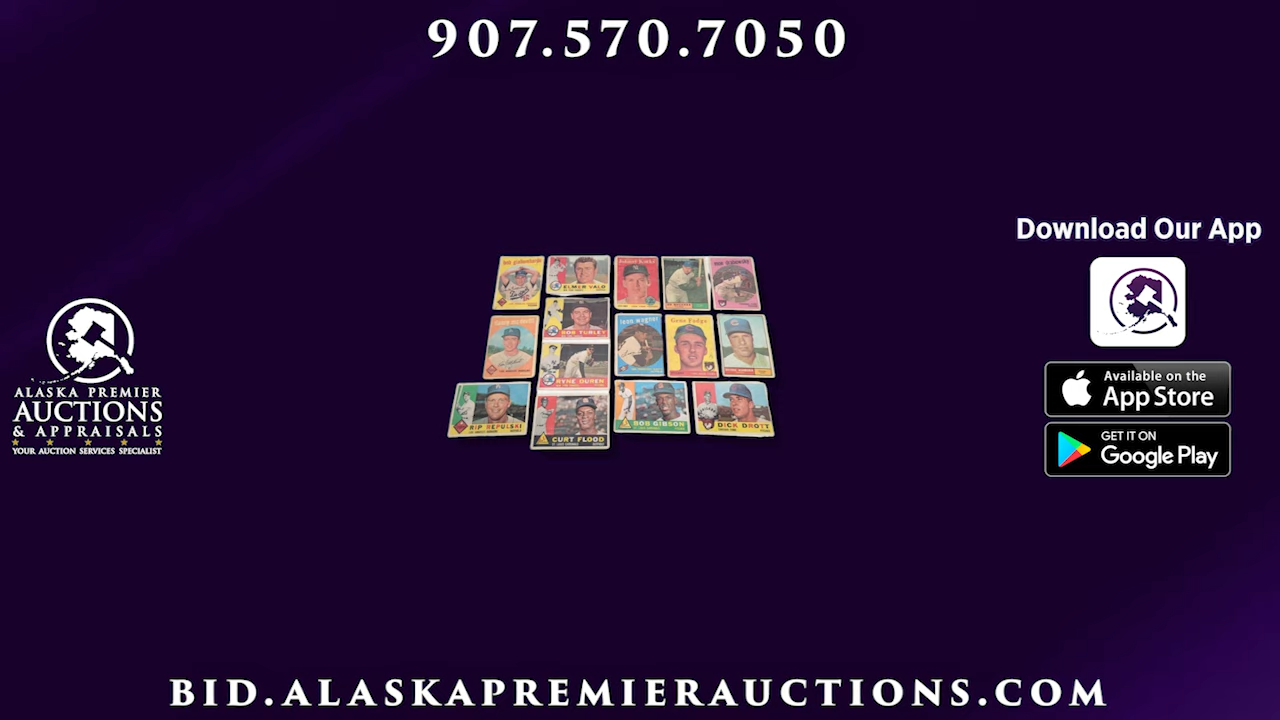 907.570.7050
Download Our App
ELMER VALO
BOB TURLEY
Gene Fodge
RYNE DUREN
RIP REPULSKI
BOB GIBSON
DICK DROTT
CURT FLOOD
ALASKA PREMIER
AUCTIONS
& APPRAISALS
YOUR AUCTION SERVICES SPECIALIST
Available on the
App Store
GET IT ON
Google Play
BID.ALASKAPREMIERAUCTIONS.COM